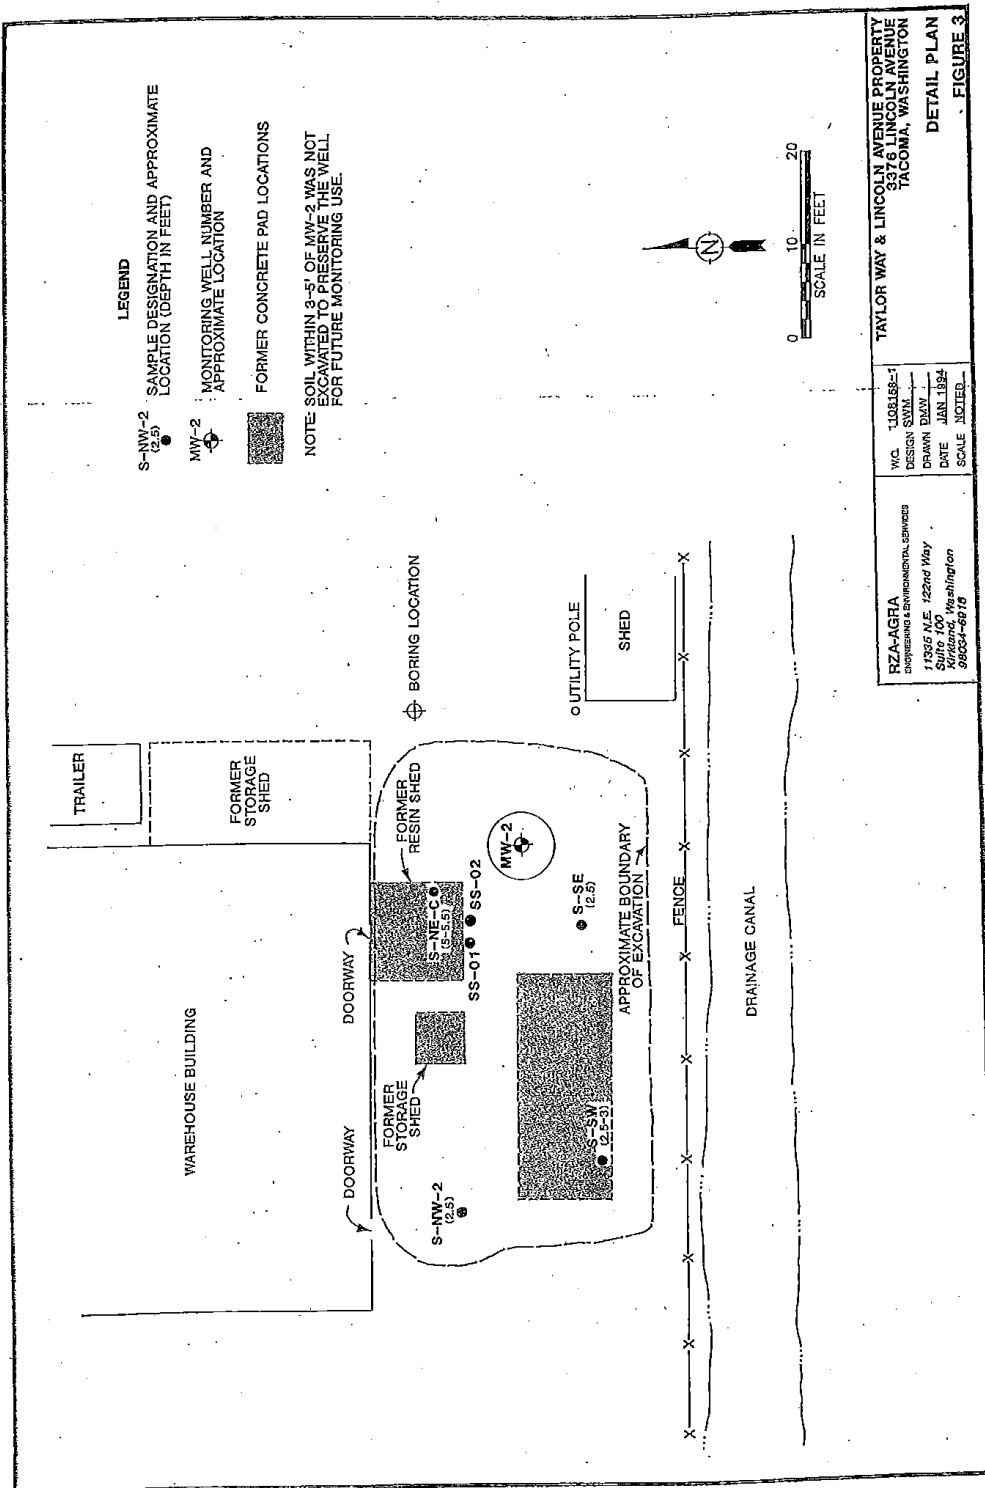 TRAILER
FORMER
STORAGE
SHED
WAREHOUSE BUILDING
DOORWAY
DOORWAY
FORMER
RESIN SHED
FORMER
STORAGE
SHED
BORING LOCATION
S-NW-2
(2.5)
S-NE-C
(5-5.5)
SS-01
SS-02
MW-2
S-SE
(2.5)
S-SW
(2.5-3)
UTILITY POLE
SHED
APPROXIMATE BOUNDARY
OF EXCAVATION
FENCE
DRAINAGE CANAL
LEGEND
S-NW-2
(2.5)
SAMPLE DESIGNATION AND APPROXIMATE
LOCATION (DEPTH IN FEET)
MW-2
MONITORING WELL NUMBER AND
APPROXIMATE LOCATION
FORMER CONCRETE PAD LOCATIONS
NOTE: SOIL WITHIN 3-5' OF MW-2 WAS NOT
EXCAVATED TO PRESERVE THE WELL
FOR FUTURE MONITORING USE.
N
0 10 20
SCALE IN FEET
RZA-AGRA
ENGINEERING & ENVIRONMENTAL SERVICES
11335 N.E. 122nd Way
Suite 100
Kirkland, Washington
98034-6918
W.O.
DESIGN SWM
DRAWN DMW
DATE JAN 1994
SCALE NOTED
TAYLOR WAY & LINCOLN AVENUE PROPERTY
3376 LINCOLN AVENUE
TACOMA, WASHINGTON
DETAIL PLAN
FIGURE 3